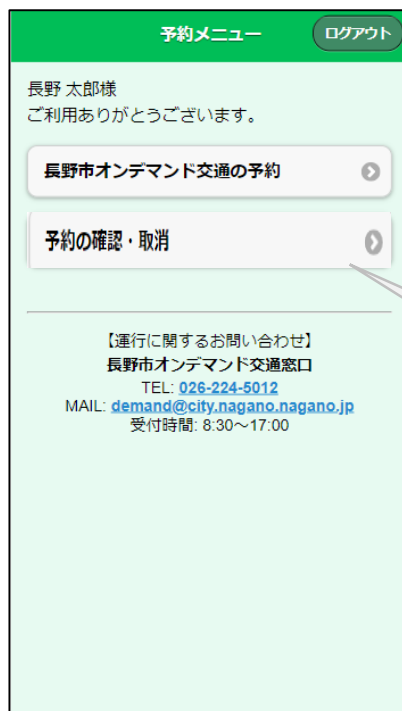 予約メニュー
ログアウト
長野 太郎様
ご利用ありがとうございます。
長野市オンデマンド交通の予約
予約の確認・取消
【運行に関するお問い合わせ】
長野市オンデマンド交通窓口
TEL: 026-224-5012
MAIL: demand@city.nagano.nagano.jp
受付時間: 8:30～17:00